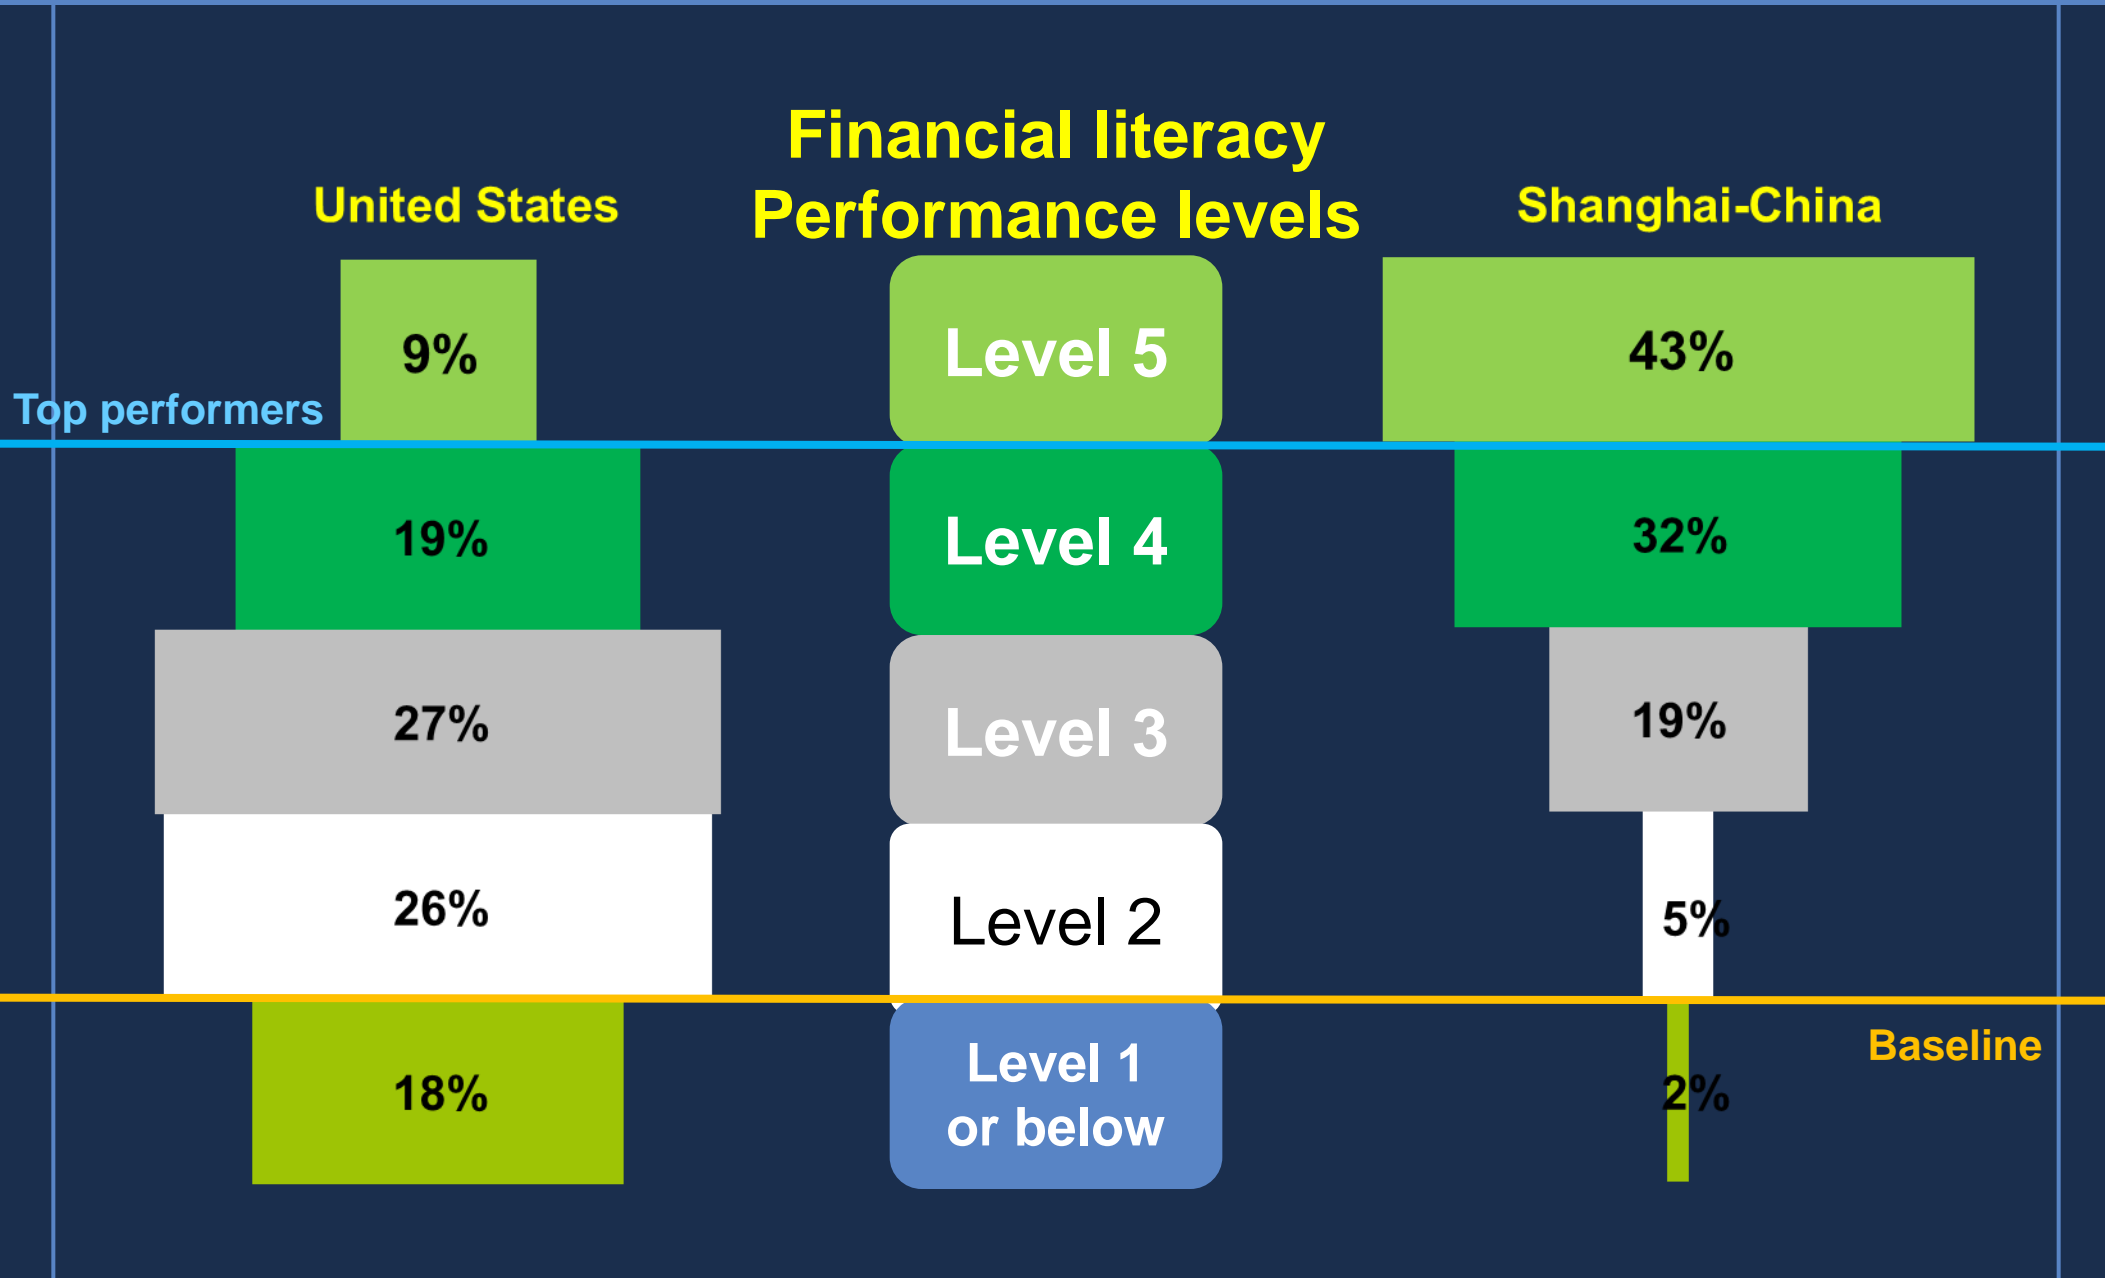 Financial literacy
Performance levels
United States
Shanghai-China
9%
Level 5
43%
Top performers
19%
Level 4
32%
27%
Level 3
19%
26%
Level 2
5%
Baseline
18%
Level 1
or below
2%